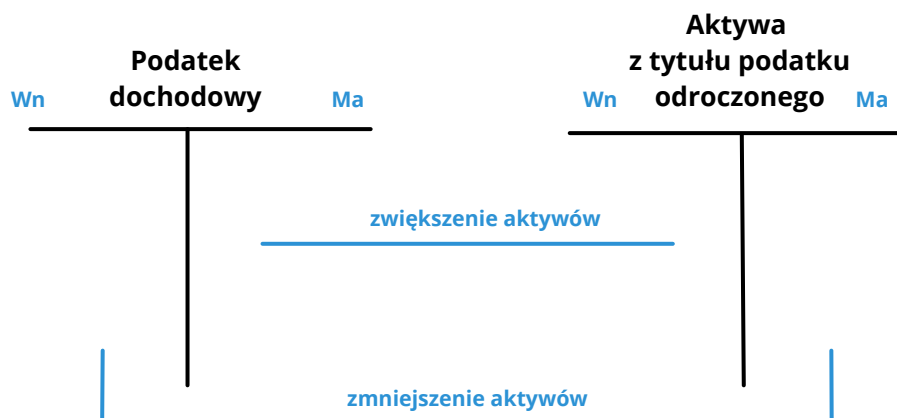 Podatek
dochodowy
Wn
Ma
Aktywa
z tytułu podatku
odroczonego
Wn
Ma
zwiększenie aktywów
zmniejszenie aktywów